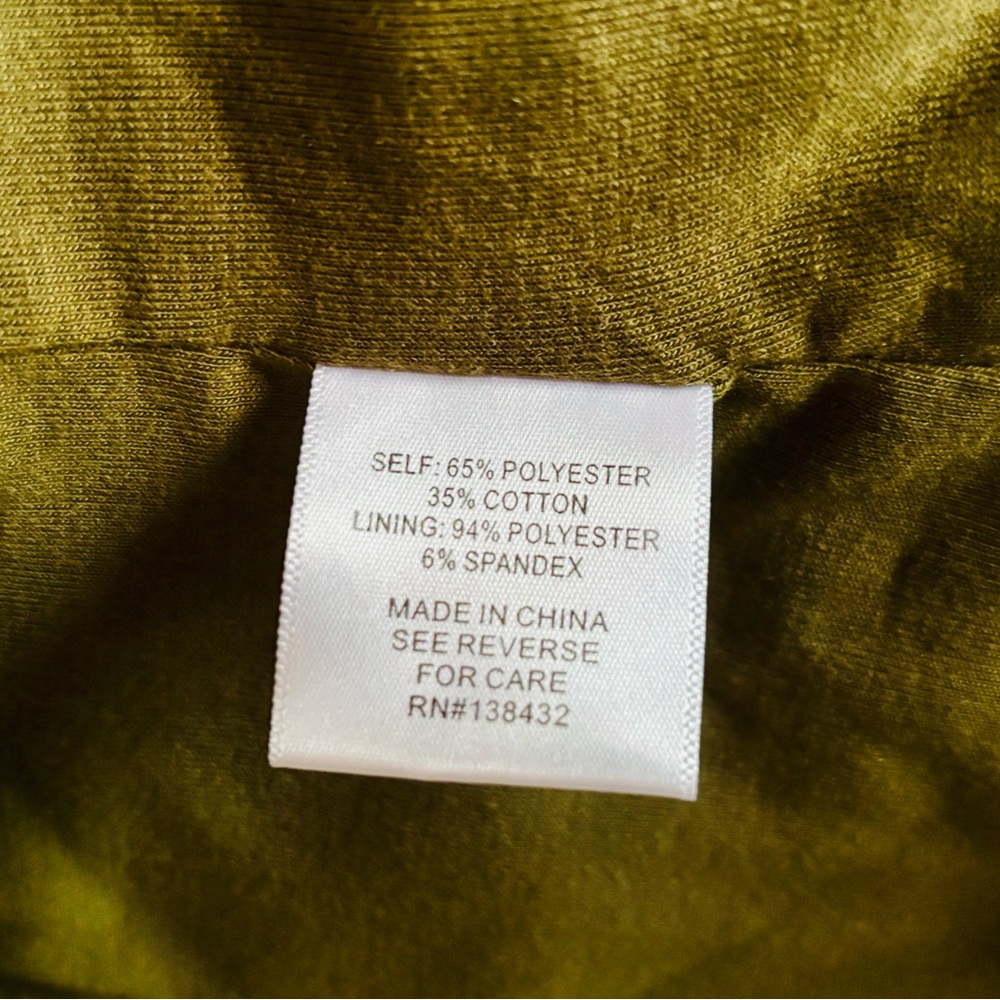 SELF: 65% POLYESTER
35% COTTON
LINING: 94% POLYESTER
6% SPANDEX
MADE IN CHINA
SEE REVERSE
FOR CARE
RN#138432